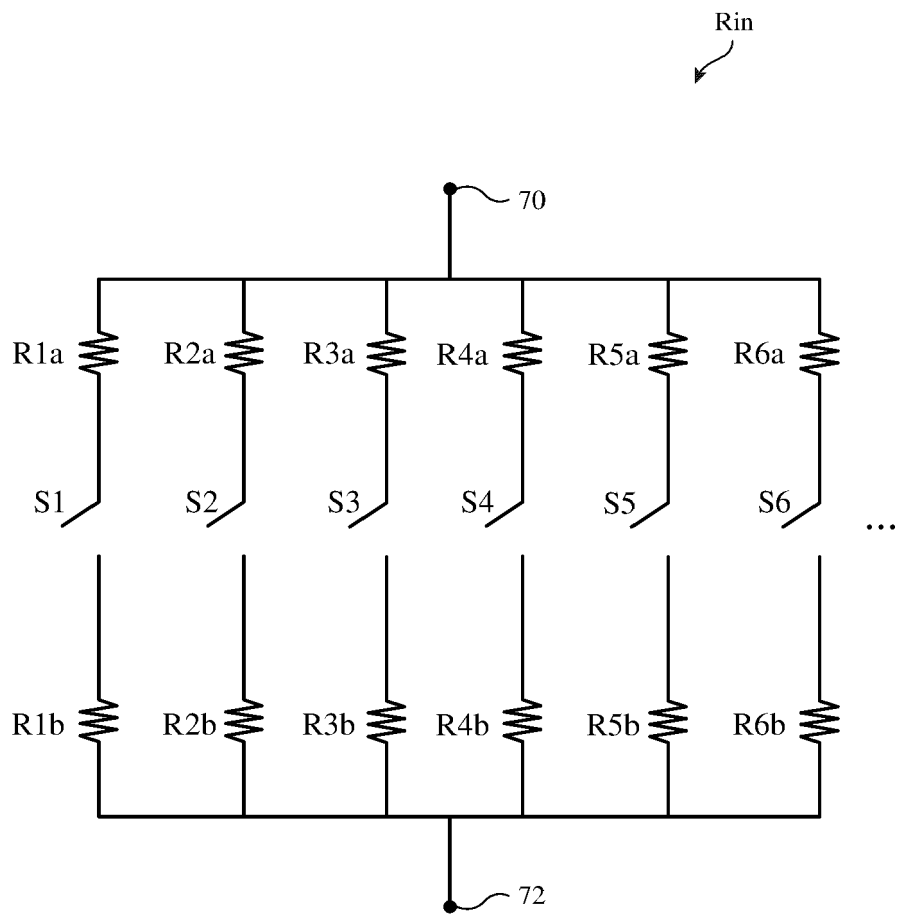 Rin
70
R1a R2a R3a R4a R5a R6a
S1 S2 S3 S4 S5 S6 ...
R1b R2b R3b R4b R5b R6b
72